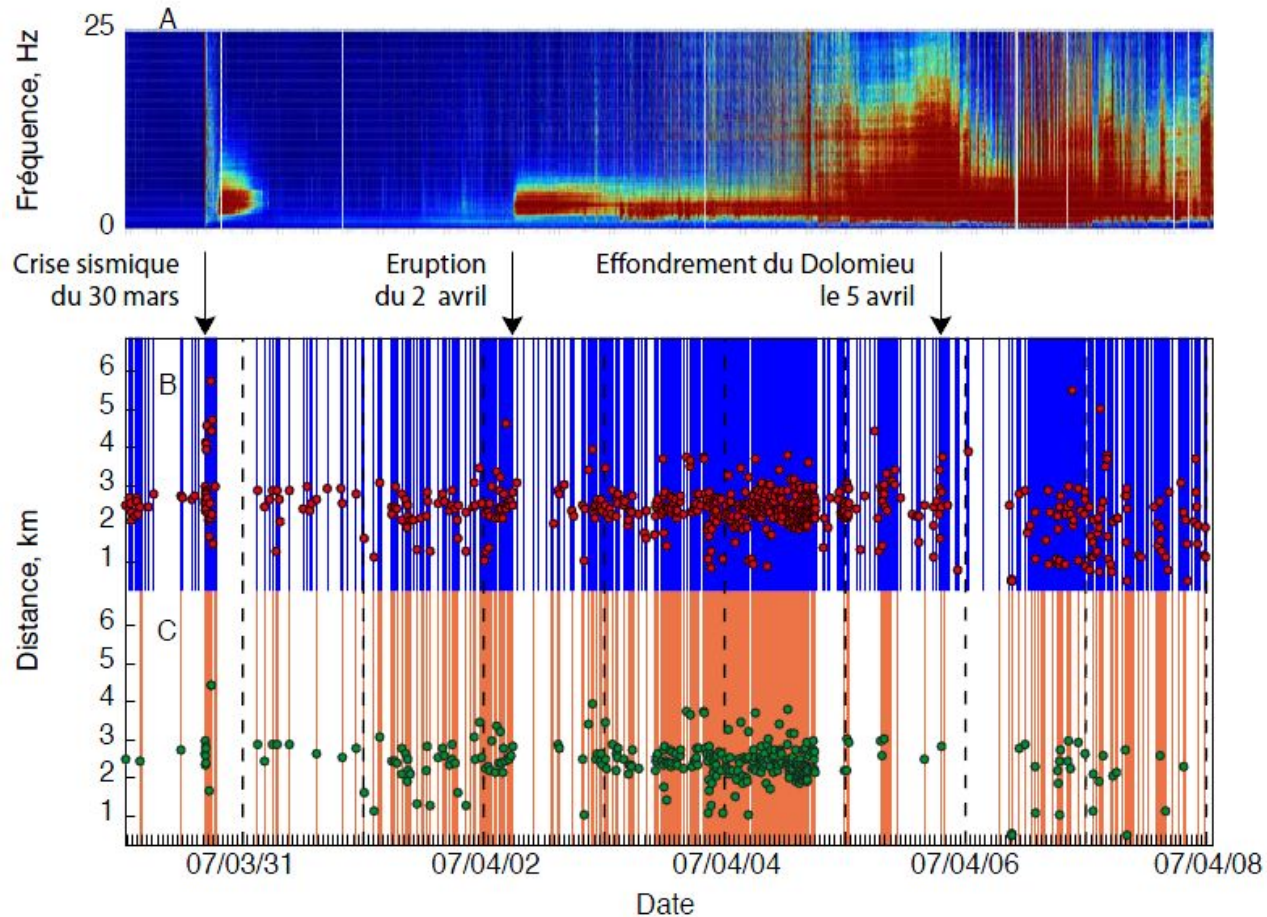 A
25
Fréquence, Hz
0
Crise sismique
du 30 mars
Eruption
du 2 avril
Effondrement du Dolomieu
le 5 avril
B
6
5
4
3
2
1
Distance, km
C
6
5
4
3
2
1
07/03/31
07/04/02
07/04/04
07/04/06
07/04/08
Date